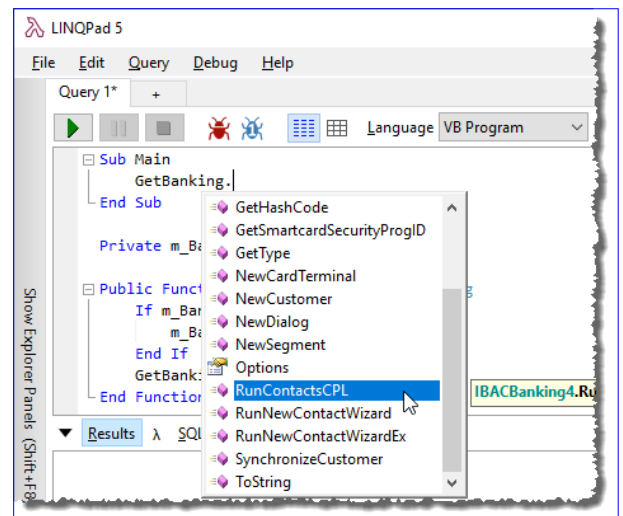 LINQPad 5
File Edit Query Debug Help
Query 1* +
Language VB Program
Sub Main
GetBanking.
End Sub
Private m_Ba
Public Funct
If m_Ban
m_Ba
End If
GetBanki
End Function
GetHashCode
GetSmartcardSecurityProgID
GetType
NewCardTerminal
NewCustomer
NewDialog
NewSegment
Options
RunContactsCPL
RunNewContactWizard
RunNewContactWizardEx
SynchronizeCustomer
ToString
IBACBanking4.Ru
Show Explorer Panels (Shift+F8
Results λ SQL